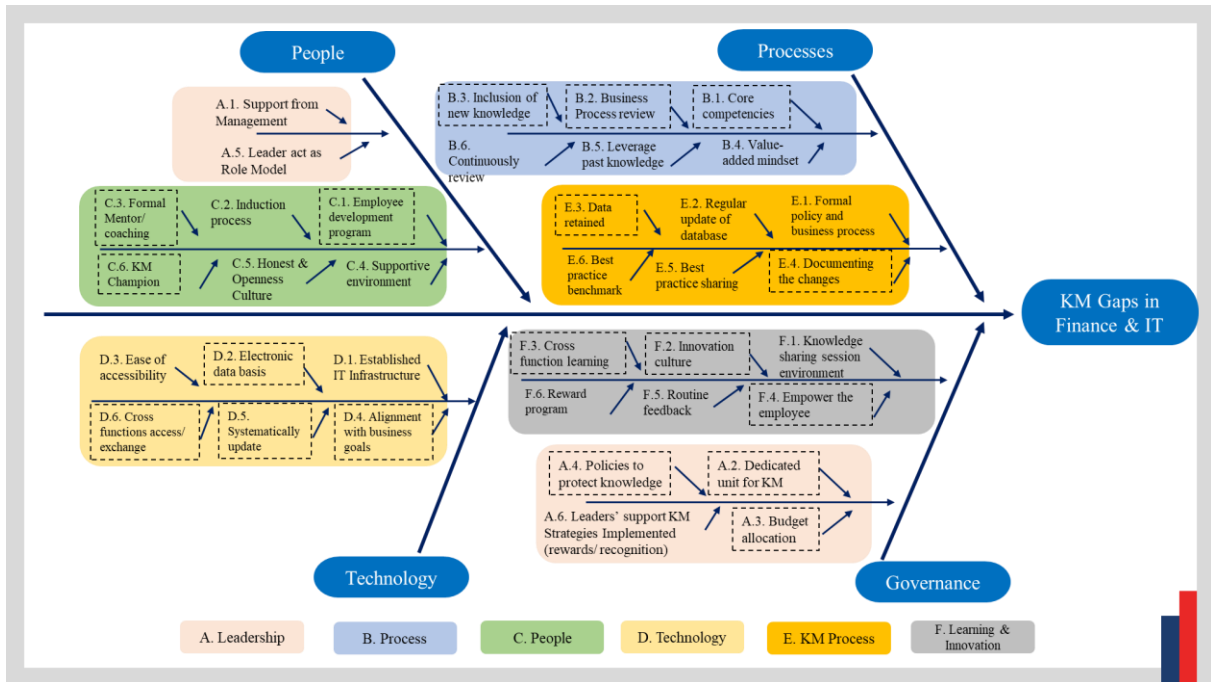 People
Processes
A.1. Support from
Management
A.5. Leader act as
Role Model
B.3. Inclusion of
new knowledge
B.2. Business
Process review
B.1. Core
competencies
B.6.
Continuously
review
B.5. Leverage
past knowledge
B.4. Value-
added mindset
C.3. Formal
Mentor/
coaching
C.2. Induction
process
C.1. Employee
development
program
C.6. KM
Champion
C.5. Honest &
Openness
Culture
C.4. Supportive
environment
E.3. Data
retained
E.2. Regular
update of
database
E.1. Formal
policy and
business process
E.6. Best
practice
benchmark
E.5. Best
practice sharing
E.4. Documenting
the changes
KM Gaps in
Finance & IT
D.3. Ease of
accessibility
D.2. Electronic
data basis
D.1. Established
IT Infrastructure
D.6. Cross
functions access/
exchange
D.5.
Systematically
update
D.4. Alignment
with business
goals
F.3. Cross
function learning
F.2. Innovation
culture
F.1. Knowledge
sharing session
environment
F.6. Reward
program
F.5. Routine
feedback
F.4. Empower the
employee
A.4. Policies to
protect knowledge
A.2. Dedicated
unit for KM
A.6. Leaders' support KM
Strategies Implemented
(rewards/ recognition)
A.3. Budget
allocation
Technology
Governance
A. Leadership
B. Process
C. People
D. Technology
E. KM Process
F. Learning &
Innovation